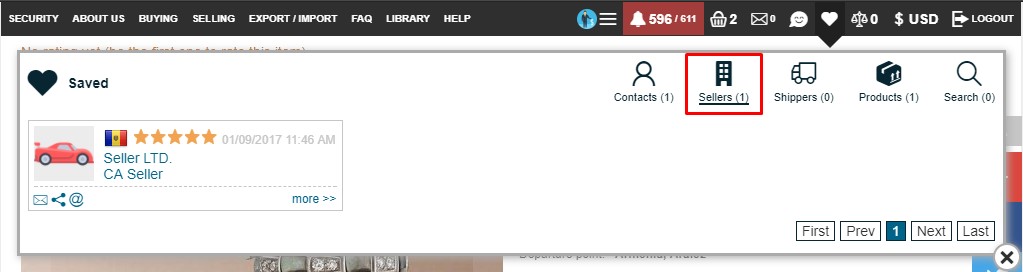 SECURITY ABOUT US BUYING SELLING EXPORT / IMPORT FAQ LIBRARY HELP 596 / 611 2 0 0 $ USD LOGOUT
No rating yet (be the first one to rate this item)
Saved
Contacts (1) Sellers (1) Shippers (0) Products (1) Search (0)
01/09/2017 11:46 AM
Seller LTD.
CA Seller
@ more >>
First Prev 1 Next Last
Departure point: